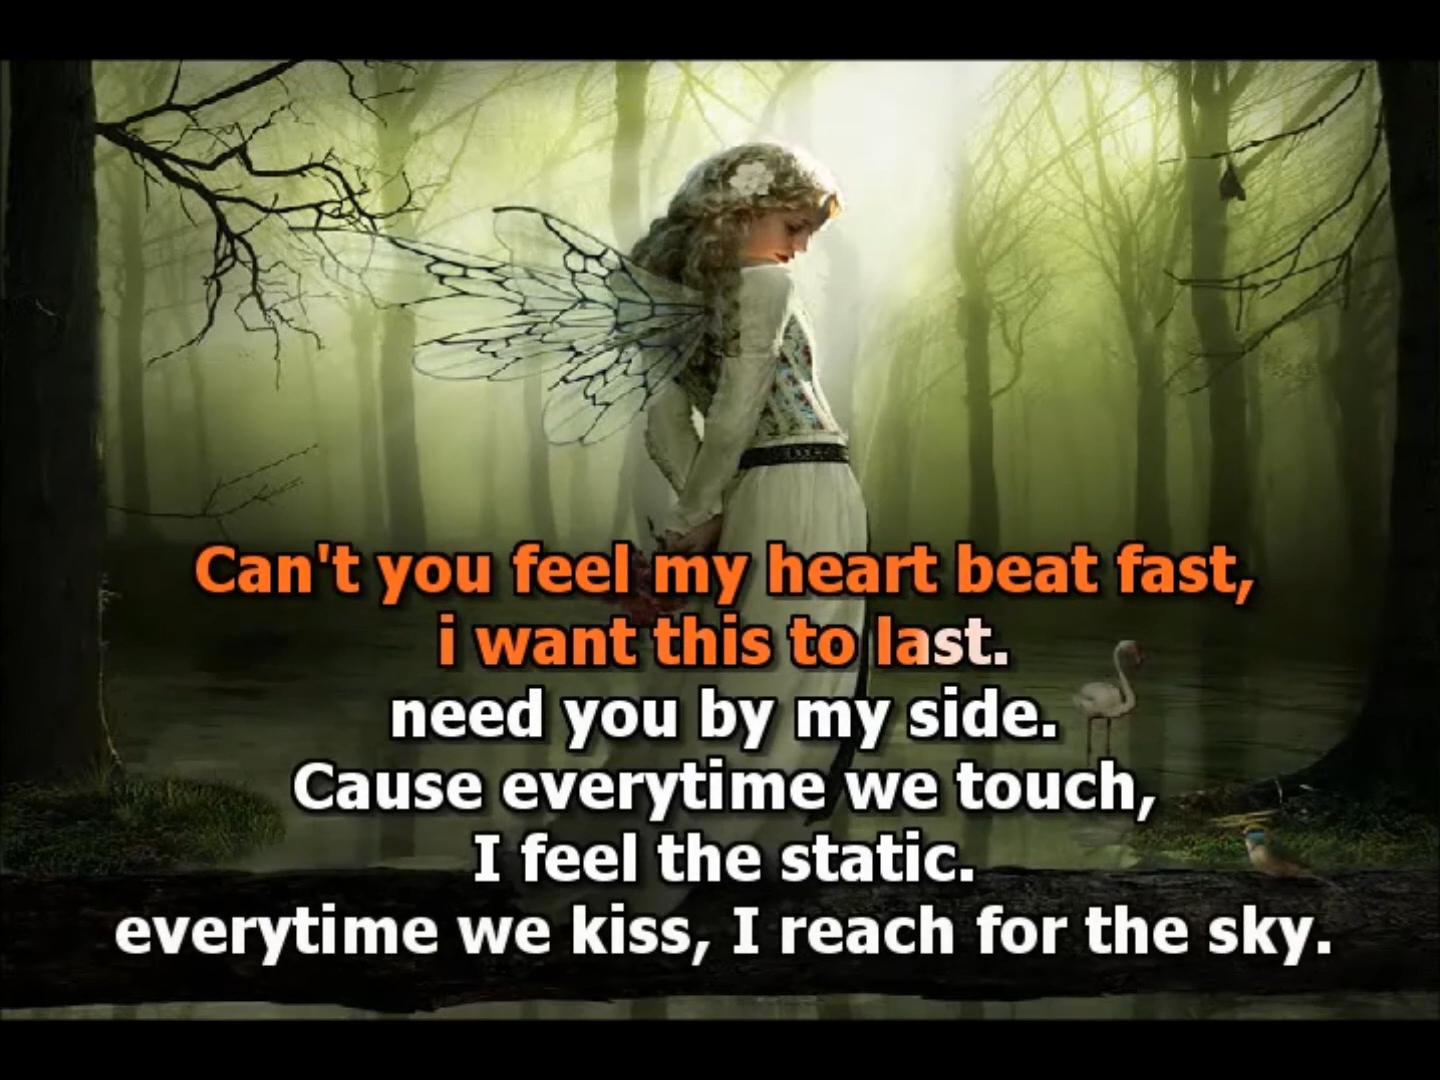 Can't you feel my heart beat fast,
i want this to last.
need you by my side.
Cause everytime we touch,
I feel the static.
everytime we kiss, I reach for the sky.